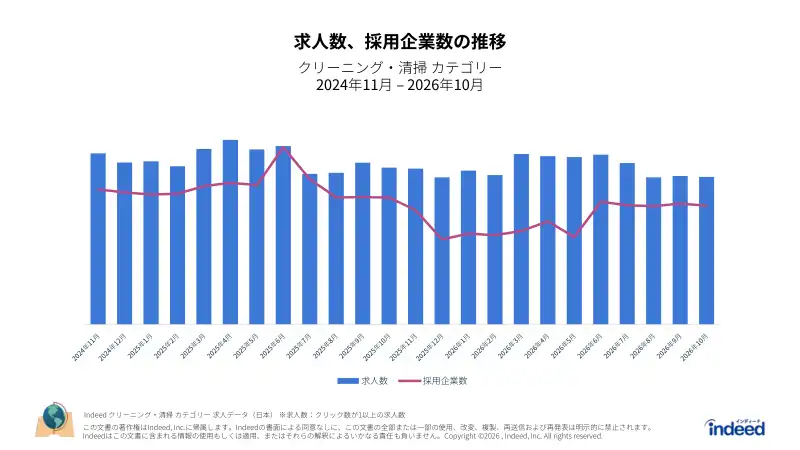 求人数、採用企業数の推移
クリーニング・清掃 カテゴリー
2024年11月 – 2026年10月
2024年11月
2024年12月
2025年1月
2025年2月
2025年3月
2025年4月
2025年5月
2025年6月
2025年7月
2025年8月
2025年9月
2025年10月
2025年11月
2025年12月
2026年1月
2026年2月
2026年3月
2026年4月
2026年5月
2026年6月
2026年7月
2026年8月
2026年9月
2026年10月
求人数
採用企業数
Indeed クリーニング・清掃 カテゴリー 求人データ（日本） ※求人数：クリック数が1以上の求人数
この文書の著作権はIndeed, Inc.に帰属します。Indeedの書面による同意なしに、この文書の全部または一部の使用、改変、複製、再送信および再発表は明示的に禁止されます。
Indeedはこの文書に含まれる情報の使用もしくは適用、またはそれらの解釈によるいかなる責任も負いません。Copyright ©2026 , Indeed, Inc. All rights reserved.
インディード
indeed